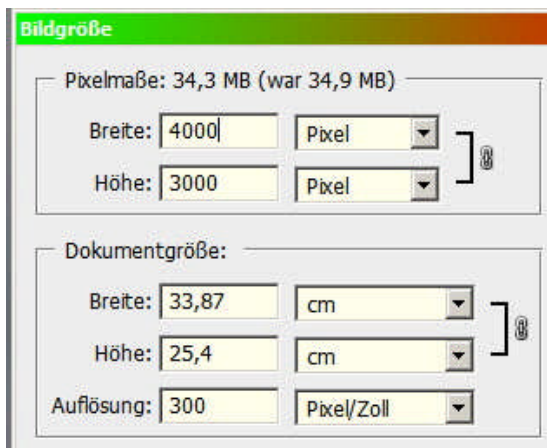 Bildgröße
Pixelmaße: 34,3 MB (war 34,9 MB)
Breite: 4000 Pixel
Höhe: 3000 Pixel
Dokumentgröße:
Breite: 33,87 cm
Höhe: 25,4 cm
Auflösung: 300 Pixel/Zoll